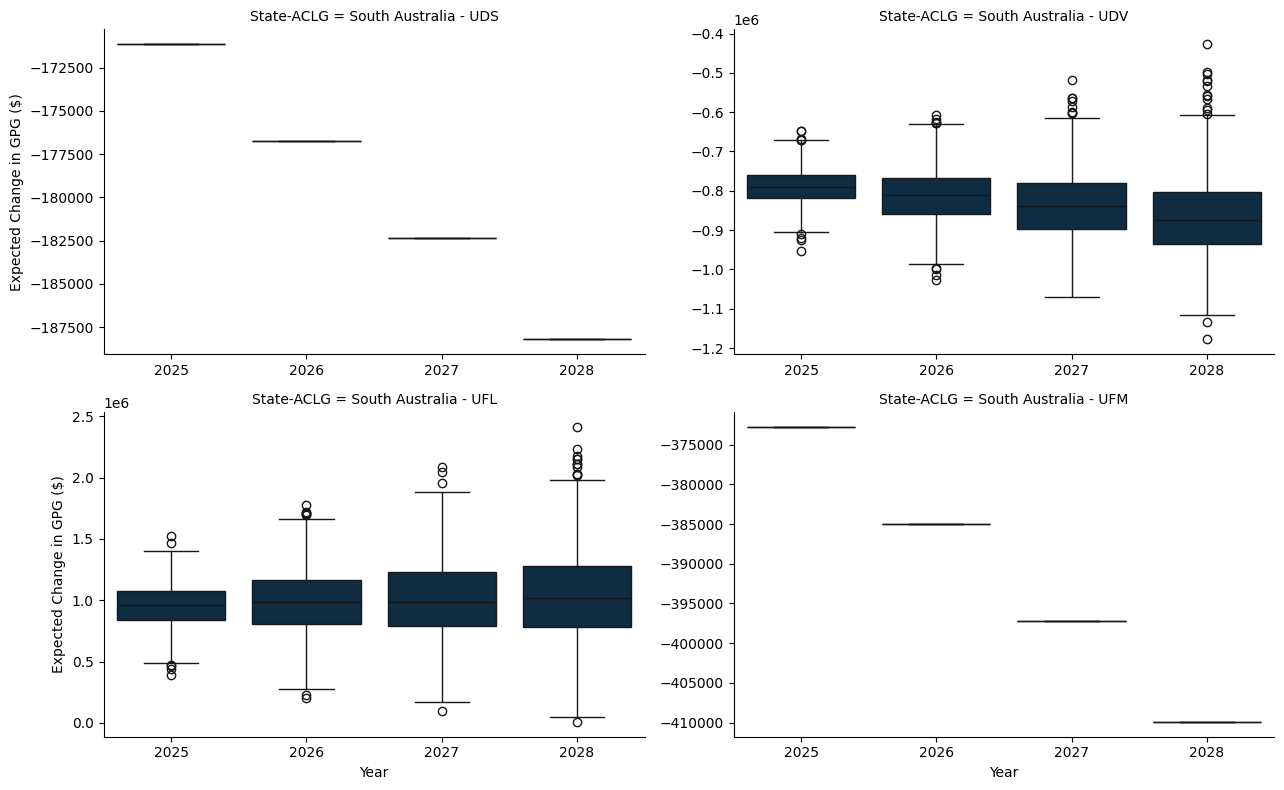 State-ACLG = South Australia - UDS
Expected Change in GPG ($)
−172500
−175000
−177500
−180000
−182500
−185000
−187500
2025 2026 2027 2028
State-ACLG = South Australia - UDV
1e6
−0.4
−0.5
−0.6
−0.7
−0.8
−0.9
−1.0
−1.1
−1.2
2025 2026 2027 2028
State-ACLG = South Australia - UFL
1e6
Expected Change in GPG ($)
2.5
2.0
1.5
1.0
0.5
0.0
2025 2026 2027 2028
Year
State-ACLG = South Australia - UFM
−375000
−380000
−385000
−390000
−395000
−400000
−405000
−410000
2025 2026 2027 2028
Year